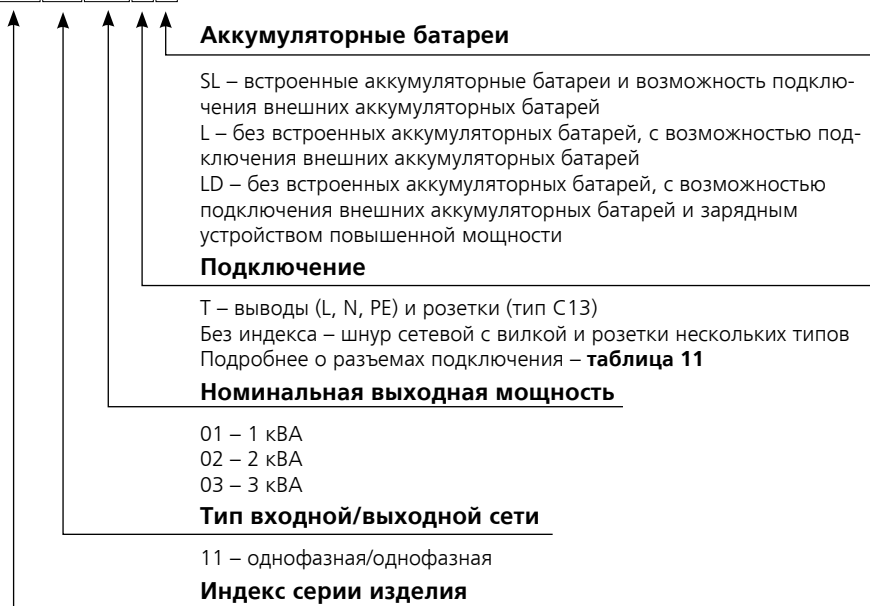 Аккумуляторные батареи
SL – встроенные аккумуляторные батареи и возможность подклю-
чения внешних аккумуляторных батарей
L – без встроенных аккумуляторных батарей, с возможностью под-
ключения внешних аккумуляторных батарей
LD – без встроенных аккумуляторных батарей, с возможностью
подключения внешних аккумуляторных батарей и зарядным
устройством повышенной мощности
Подключение
Т – выводы (L, N, PE) и розетки (тип С13)
Без индекса – шнур сетевой с вилкой и розетки нескольких типов
Подробнее о разъемах подключения – таблица 11
Номинальная выходная мощность
01 – 1 кВА
02 – 2 кВА
03 – 3 кВА
Тип входной/выходной сети
11 – однофазная/однофазная
Индекс серии изделия